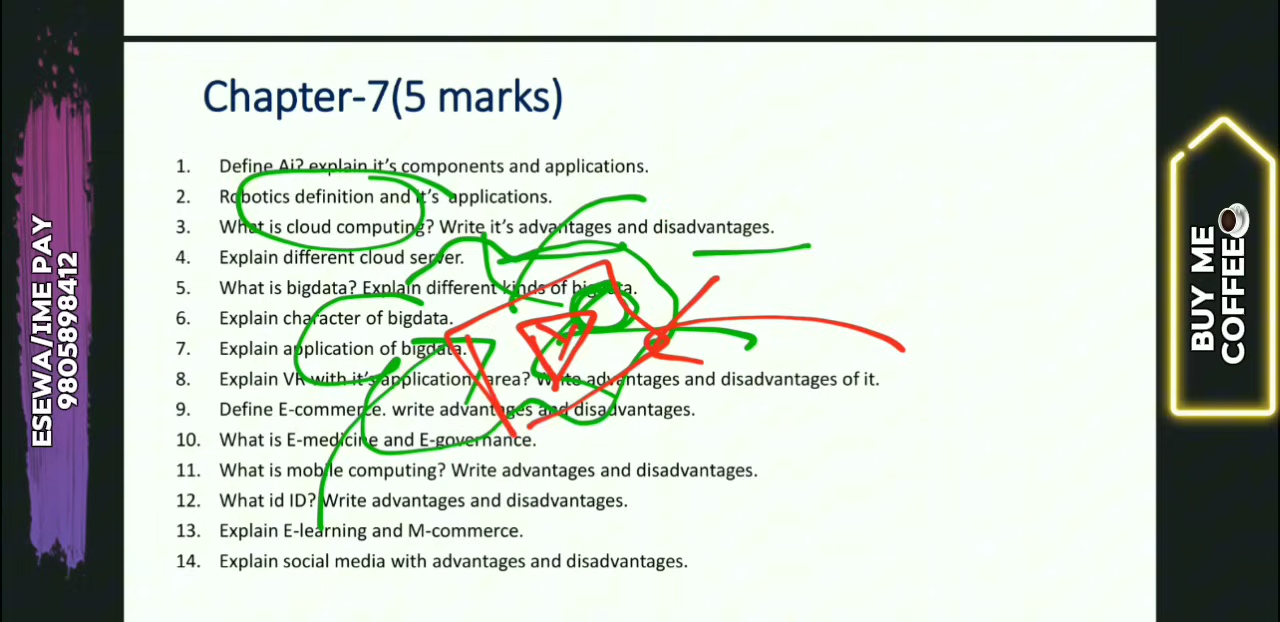 ESEWA/IME PAY
9805898412
Chapter-7(5 marks)
1. Define Ai? explain it's components and applications.
2. Robotics definition and it's applications.
3. What is cloud computing? Write it's advantages and disadvantages.
4. Explain different cloud server.
5. What is bigdata? Explain different kinds of bigdata.
6. Explain character of bigdata.
7. Explain application of bigdata.
8. Explain VR with it's application area? Write advantages and disadvantages of it.
9. Define E-commerce. write advantages and disadvantages.
10. What is E-medicine and E-governance.
11. What is mobile computing? Write advantages and disadvantages.
12. What id ID? Write advantages and disadvantages.
13. Explain E-learning and M-commerce.
14. Explain social media with advantages and disadvantages.
BUY ME
COFFEE